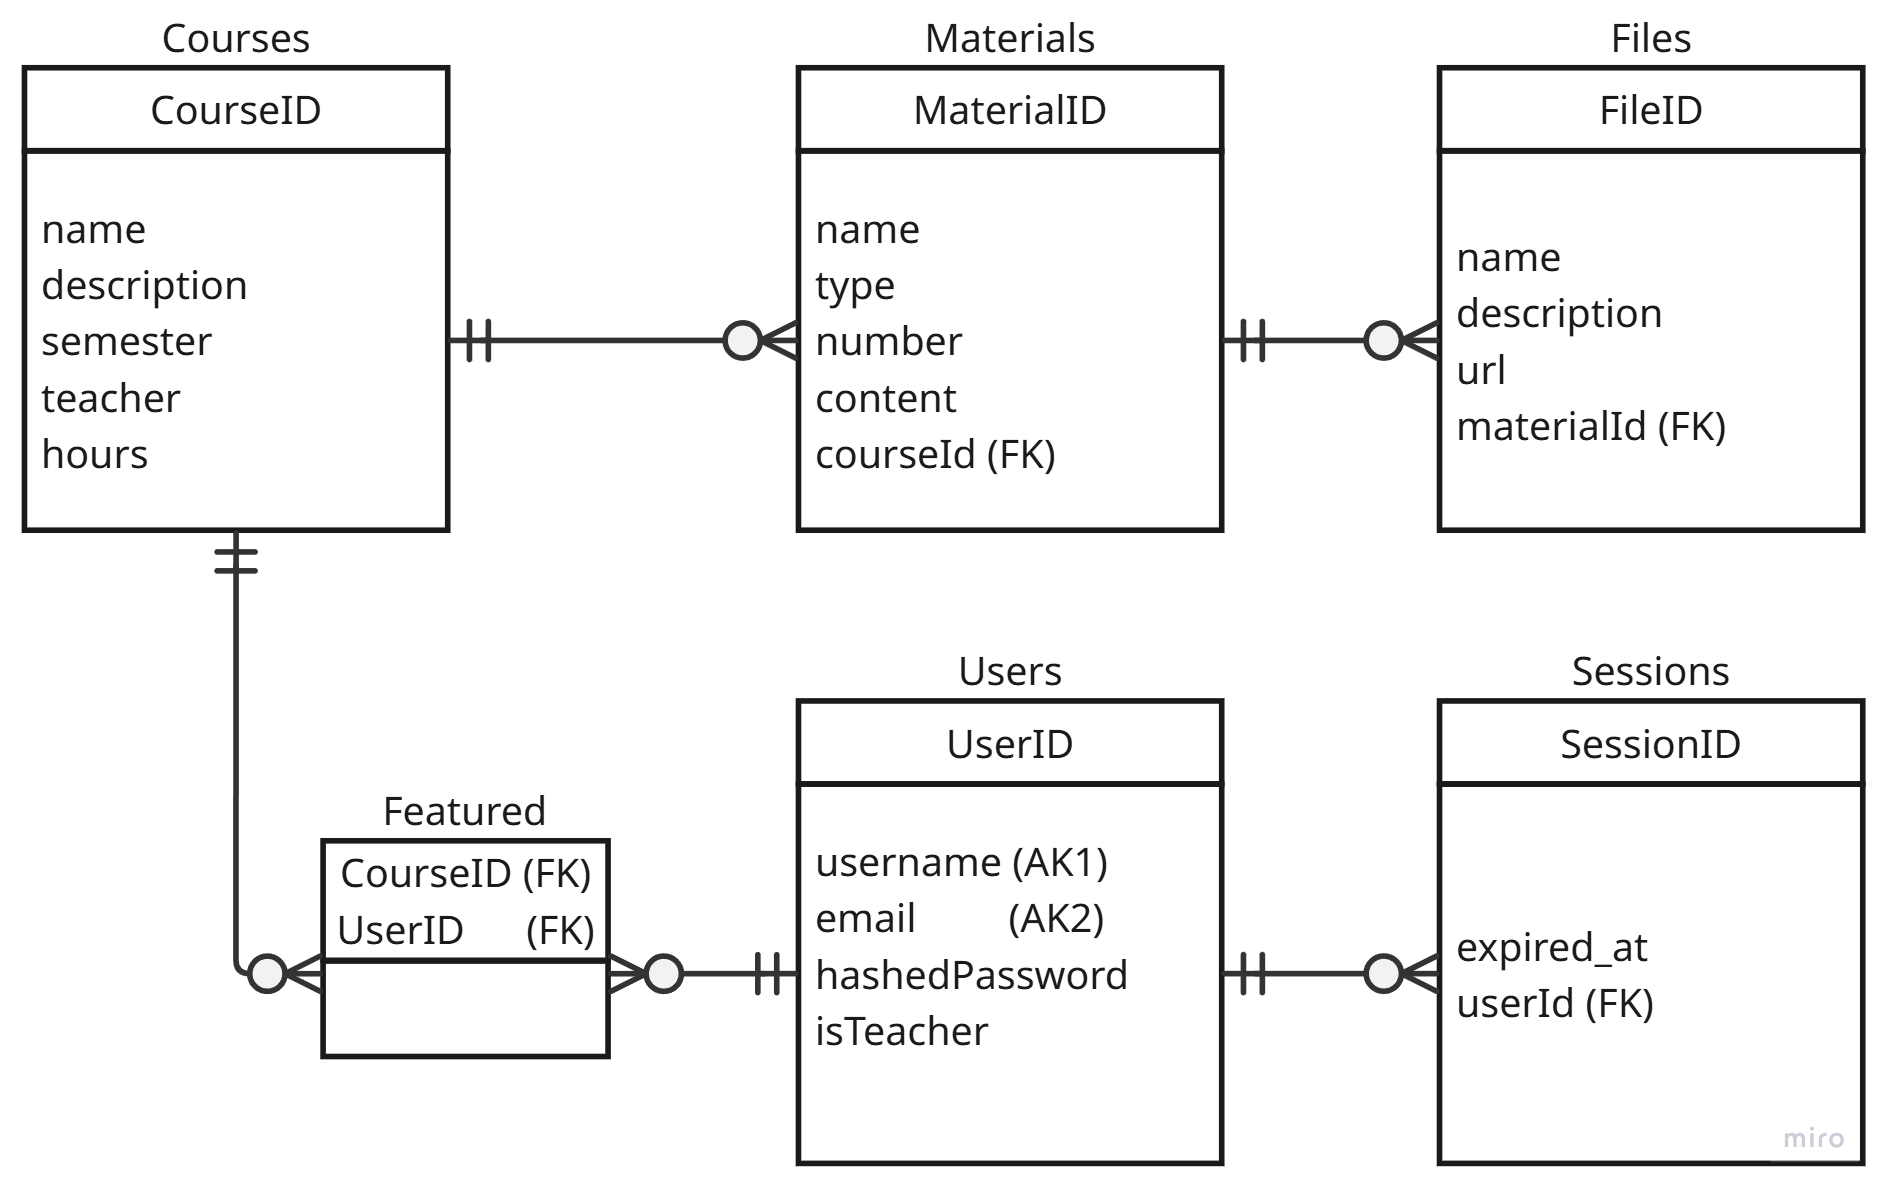 Courses
CourseID
name
description
semester
teacher
hours
Materials
MaterialID
name
type
number
content
courseId (FK)
Files
FileID
name
description
url
materialId (FK)
Featured
CourseID (FK)
UserID (FK)
Users
UserID
username (AK1)
email (AK2)
hashedPassword
isTeacher
Sessions
SessionID
expired_at
userId (FK)
miro